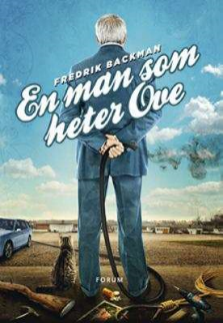 FREDRIK BACKMAN
En man som
heter Ove
FORUM